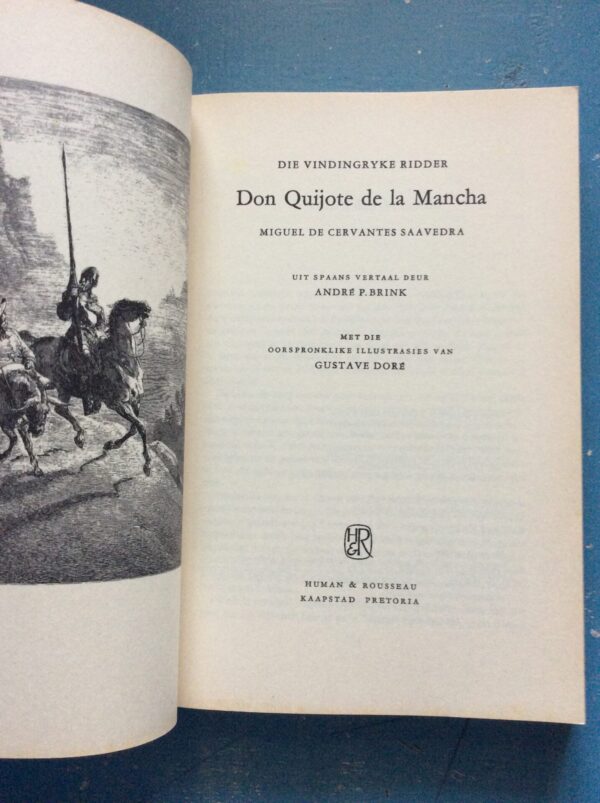 DIE VINDINGRYKE RIDDER
Don Quijote de la Mancha
MIGUEL DE CERVANTES SAAVEDRA
UIT SPAANS VERTAAL DEUR
ANDRÉ P. BRINK
MET DIE
OORSPRONKLIKE ILLUSTRASIES VAN
GUSTAVE DORÉ
H&R
HUMAN & ROUSSEAU
KAAPSTAD PRETORIA